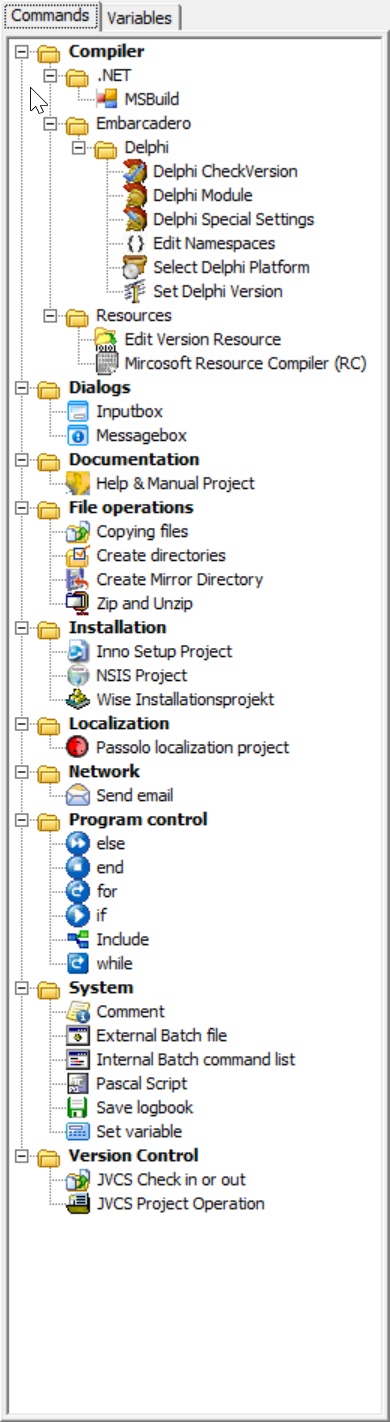 Commands Variables
Compiler
.NET
MSBuild
Embarcadero
Delphi
Delphi CheckVersion
Delphi Module
Delphi Special Settings
Edit Namespaces
Select Delphi Platform
Set Delphi Version
Resources
Edit Version Resource
Mircosoft Resource Compiler (RC)
Dialogs
Inputbox
Messagebox
Documentation
Help & Manual Project
File operations
Copying files
Create directories
Create Mirror Directory
Zip and Unzip
Installation
Inno Setup Project
NSIS Project
Wise Installationsprojekt
Localization
Passolo localization project
Network
Send email
Program control
else
end
for
if
Include
while
System
Comment
External Batch file
Internal Batch command list
Pascal Script
Save logbook
Set variable
Version Control
JVCS Check in or out
JVCS Project Operation